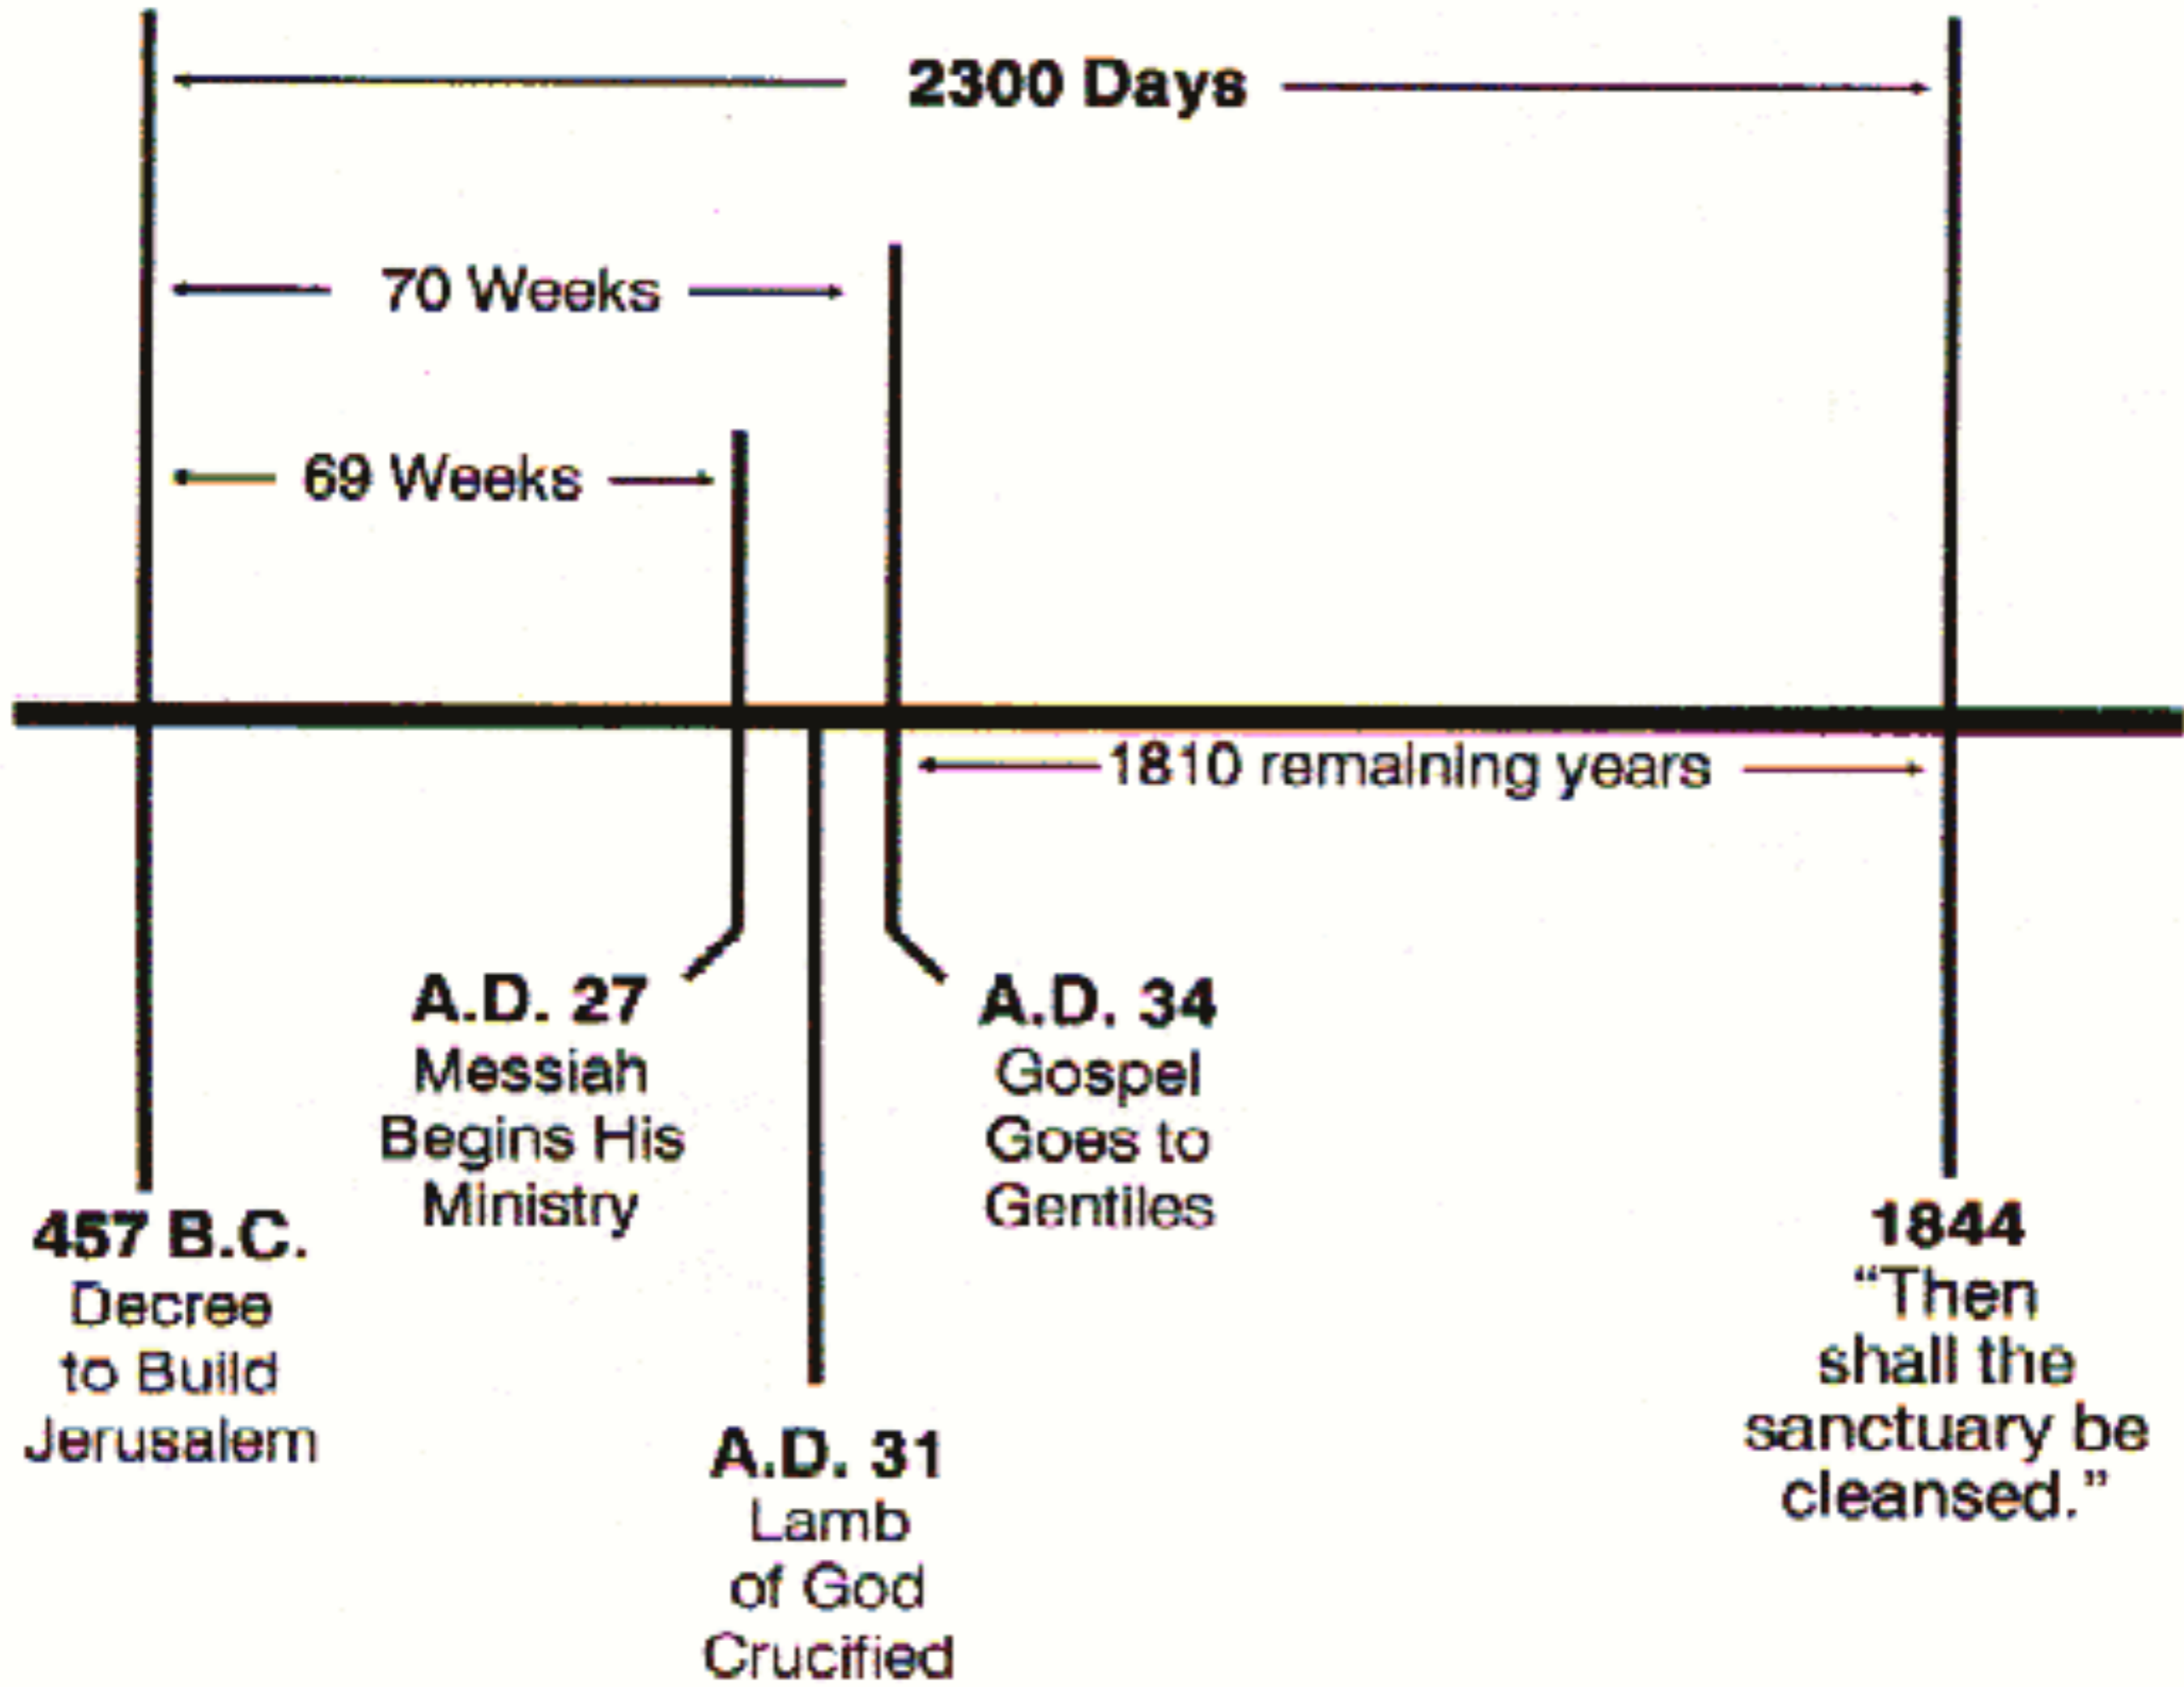 2300 Days
70 Weeks
69 Weeks
1810 remaining years
457 B.C.
Decree
to Build
Jerusalem
A.D. 27
Messiah
Begins His
Ministry
A.D. 31
Lamb
of God
Crucified
A.D. 34
Gospel
Goes to
Gentiles
1844
“Then
shall the
sanctuary be
cleansed.”